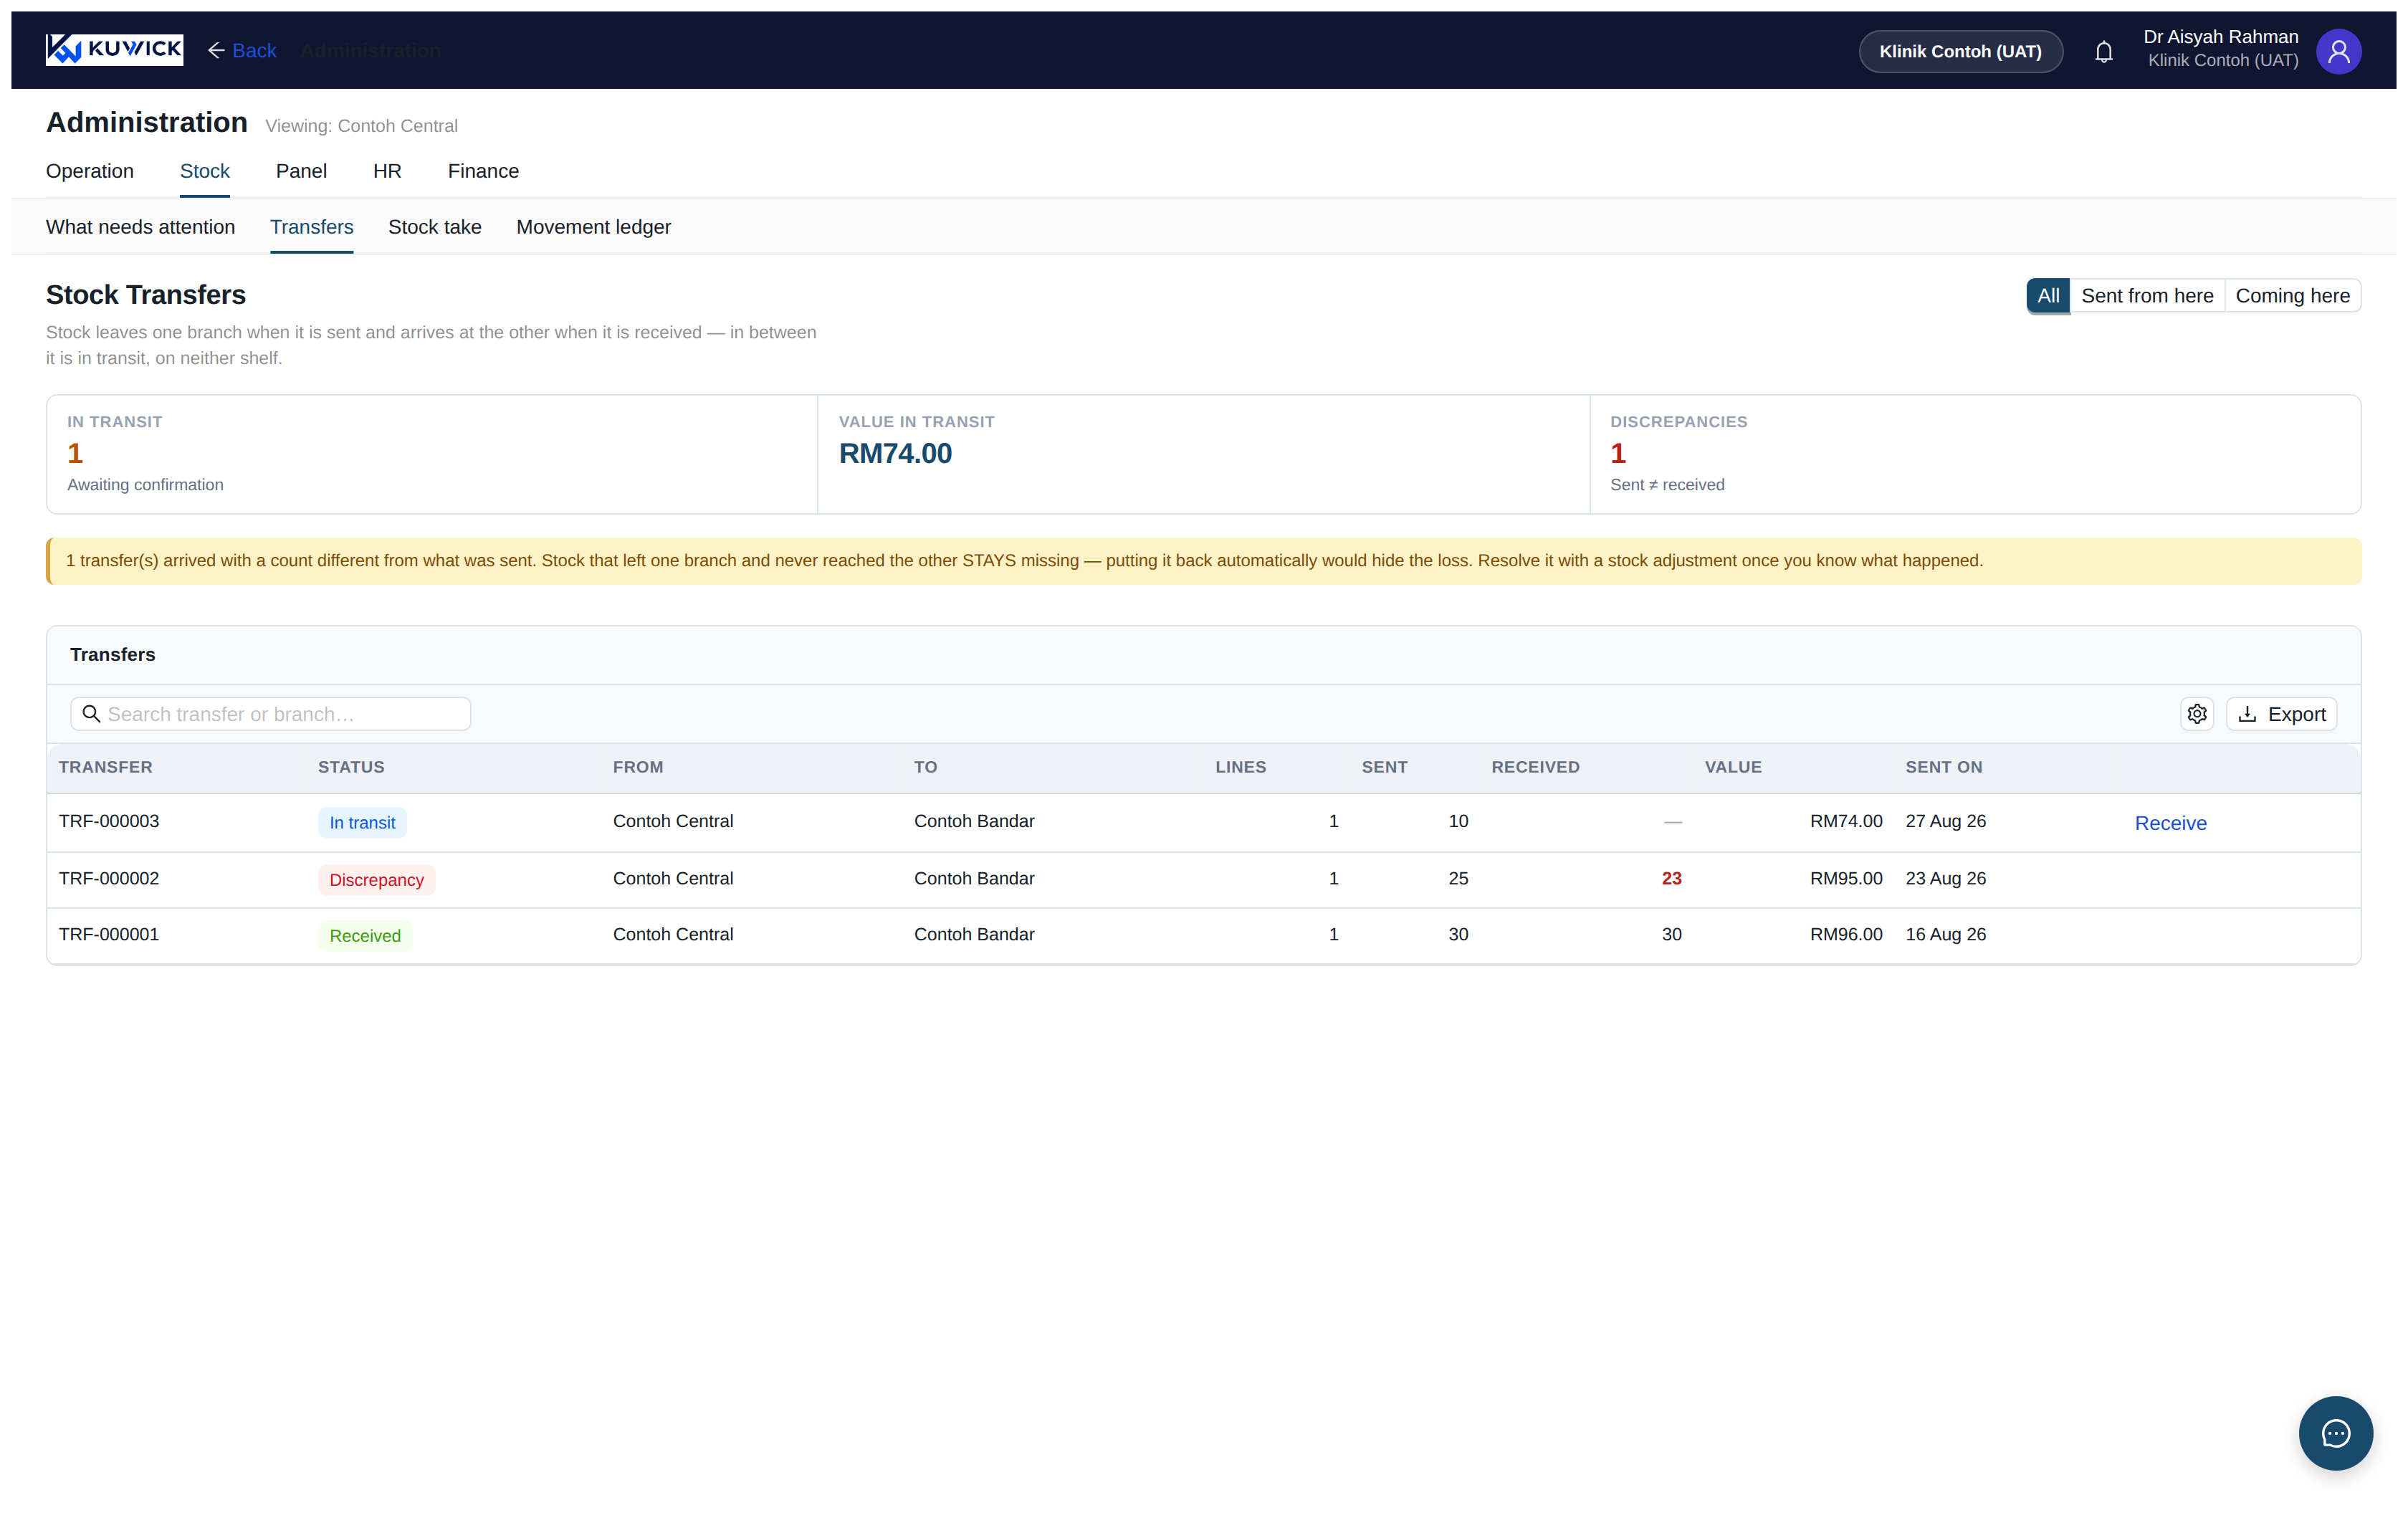 KUWICK
Back Administration
Klinik Contoh (UAT)
Dr Aisyah Rahman
Klinik Contoh (UAT)
Administration Viewing: Contoh Central
Operation Stock Panel HR Finance
What needs attention Transfers Stock take Movement ledger
Stock Transfers
All Sent from here Coming here
Stock leaves one branch when it is sent and arrives at the other when it is received — in between
it is in transit, on neither shelf.
IN TRANSIT
1
Awaiting confirmation
VALUE IN TRANSIT
RM74.00
DISCREPANCIES
1
Sent ≠ received
1 transfer(s) arrived with a count different from what was sent. Stock that left one branch and never reached the other STAYS missing — putting it back automatically would hide the loss. Resolve it with a stock adjustment once you know what happened.
Transfers
Search transfer or branch…
Export
TRANSFER STATUS FROM TO LINES SENT RECEIVED VALUE SENT ON
TRF-000003 In transit Contoh Central Contoh Bandar 1 10 — RM74.00 27 Aug 26 Receive
TRF-000002 Discrepancy Contoh Central Contoh Bandar 1 25 23 RM95.00 23 Aug 26
TRF-000001 Received Contoh Central Contoh Bandar 1 30 30 RM96.00 16 Aug 26